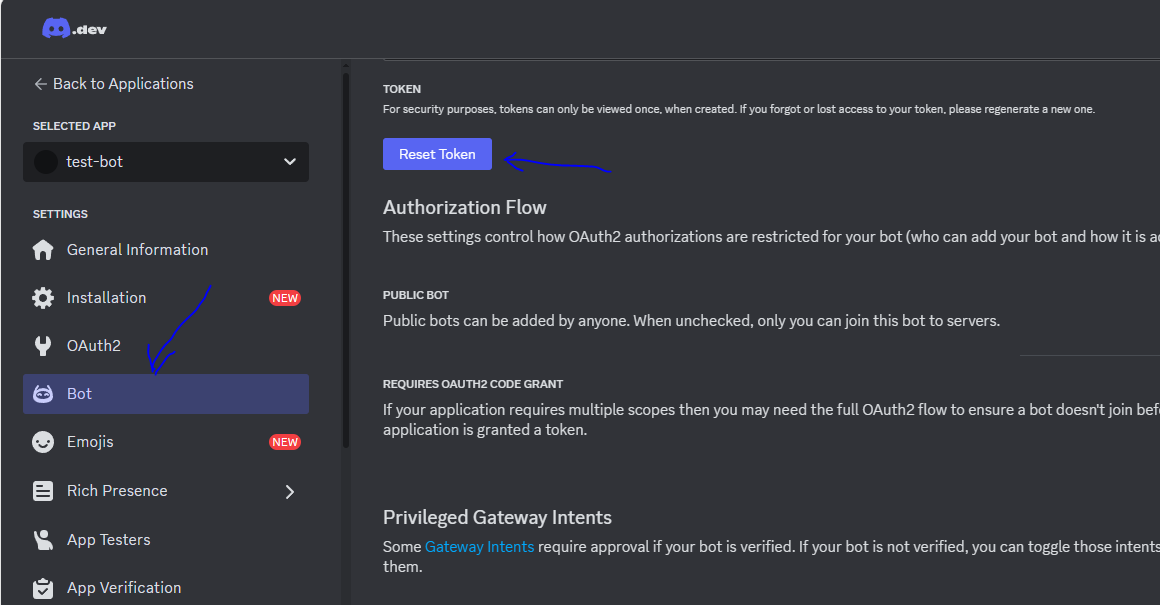 .dev
Back to Applications
SELECTED APP
test-bot
SETTINGS
General Information
Installation NEW
OAuth2
Bot
Emojis NEW
Rich Presence
App Testers
App Verification
TOKEN
For security purposes, tokens can only be viewed once, when created. If you forgot or lost access to your token, please regenerate a new one.
Reset Token
Authorization Flow
These settings control how OAuth2 authorizations are restricted for your bot (who can add your bot and how it is
PUBLIC BOT
Public bots can be added by anyone. When unchecked, only you can join this bot to servers.
REQUIRES OAUTH2 CODE GRANT
If your application requires multiple scopes then you may need the full OAuth2 flow to ensure a bot doesn't join
application is granted a token.
Privileged Gateway Intents
Some Gateway Intents require approval if your bot is verified. If your bot is not verified, you can toggle those intents
them.